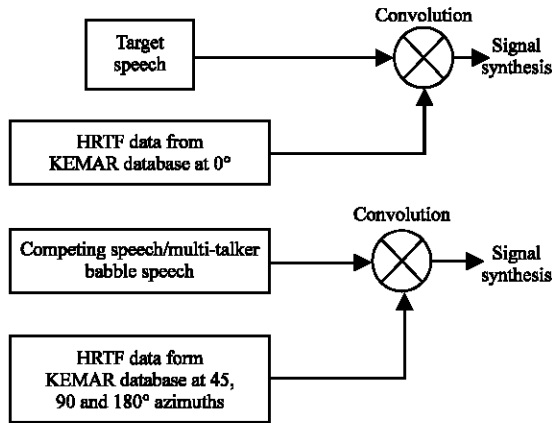 Convolution
Target
speech
Signal
synthesis
HRTF data from
KEMAR database at 0°
Convolution
Competing speech/multi-talker
babble speech
Signal
synthesis
HRTF data form
KEMAR database at 45,
90 and 180° azimuths